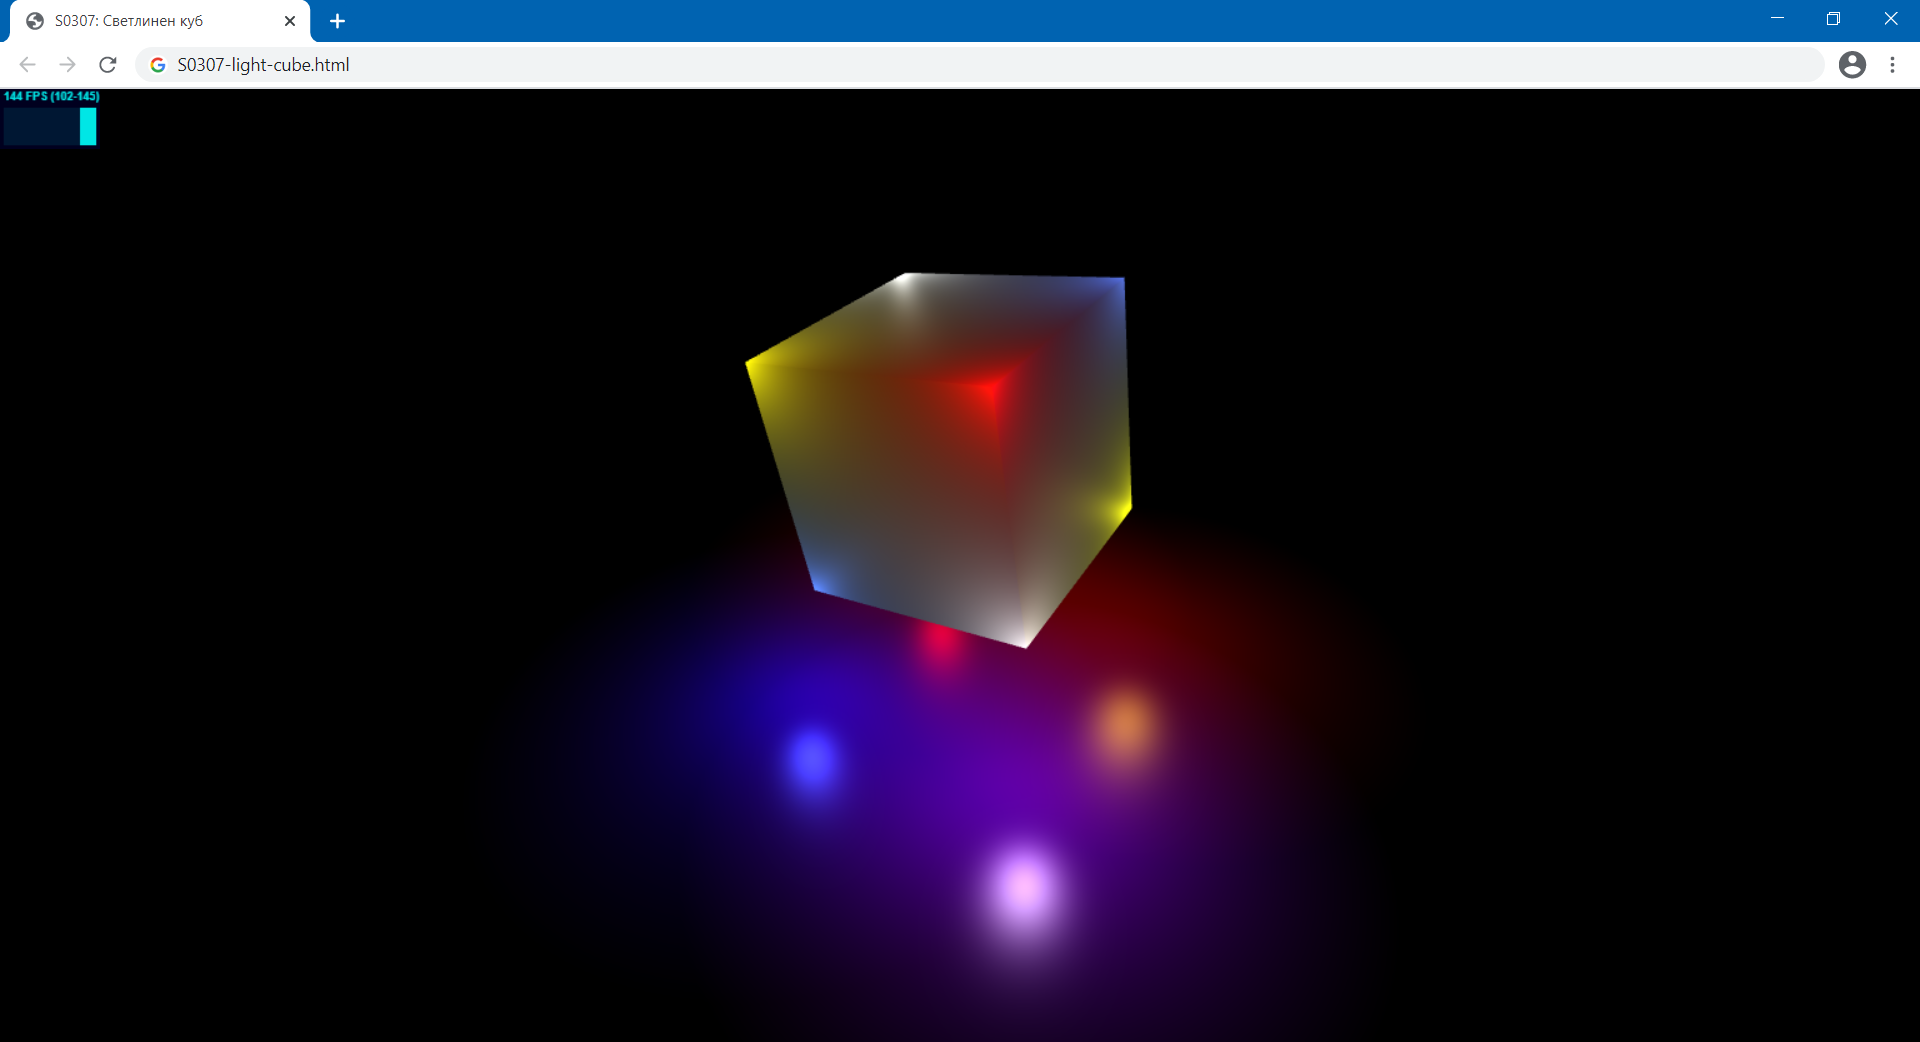 S0307: Светлинен куб
S0307-light-cube.html
144 FPS (102-145)